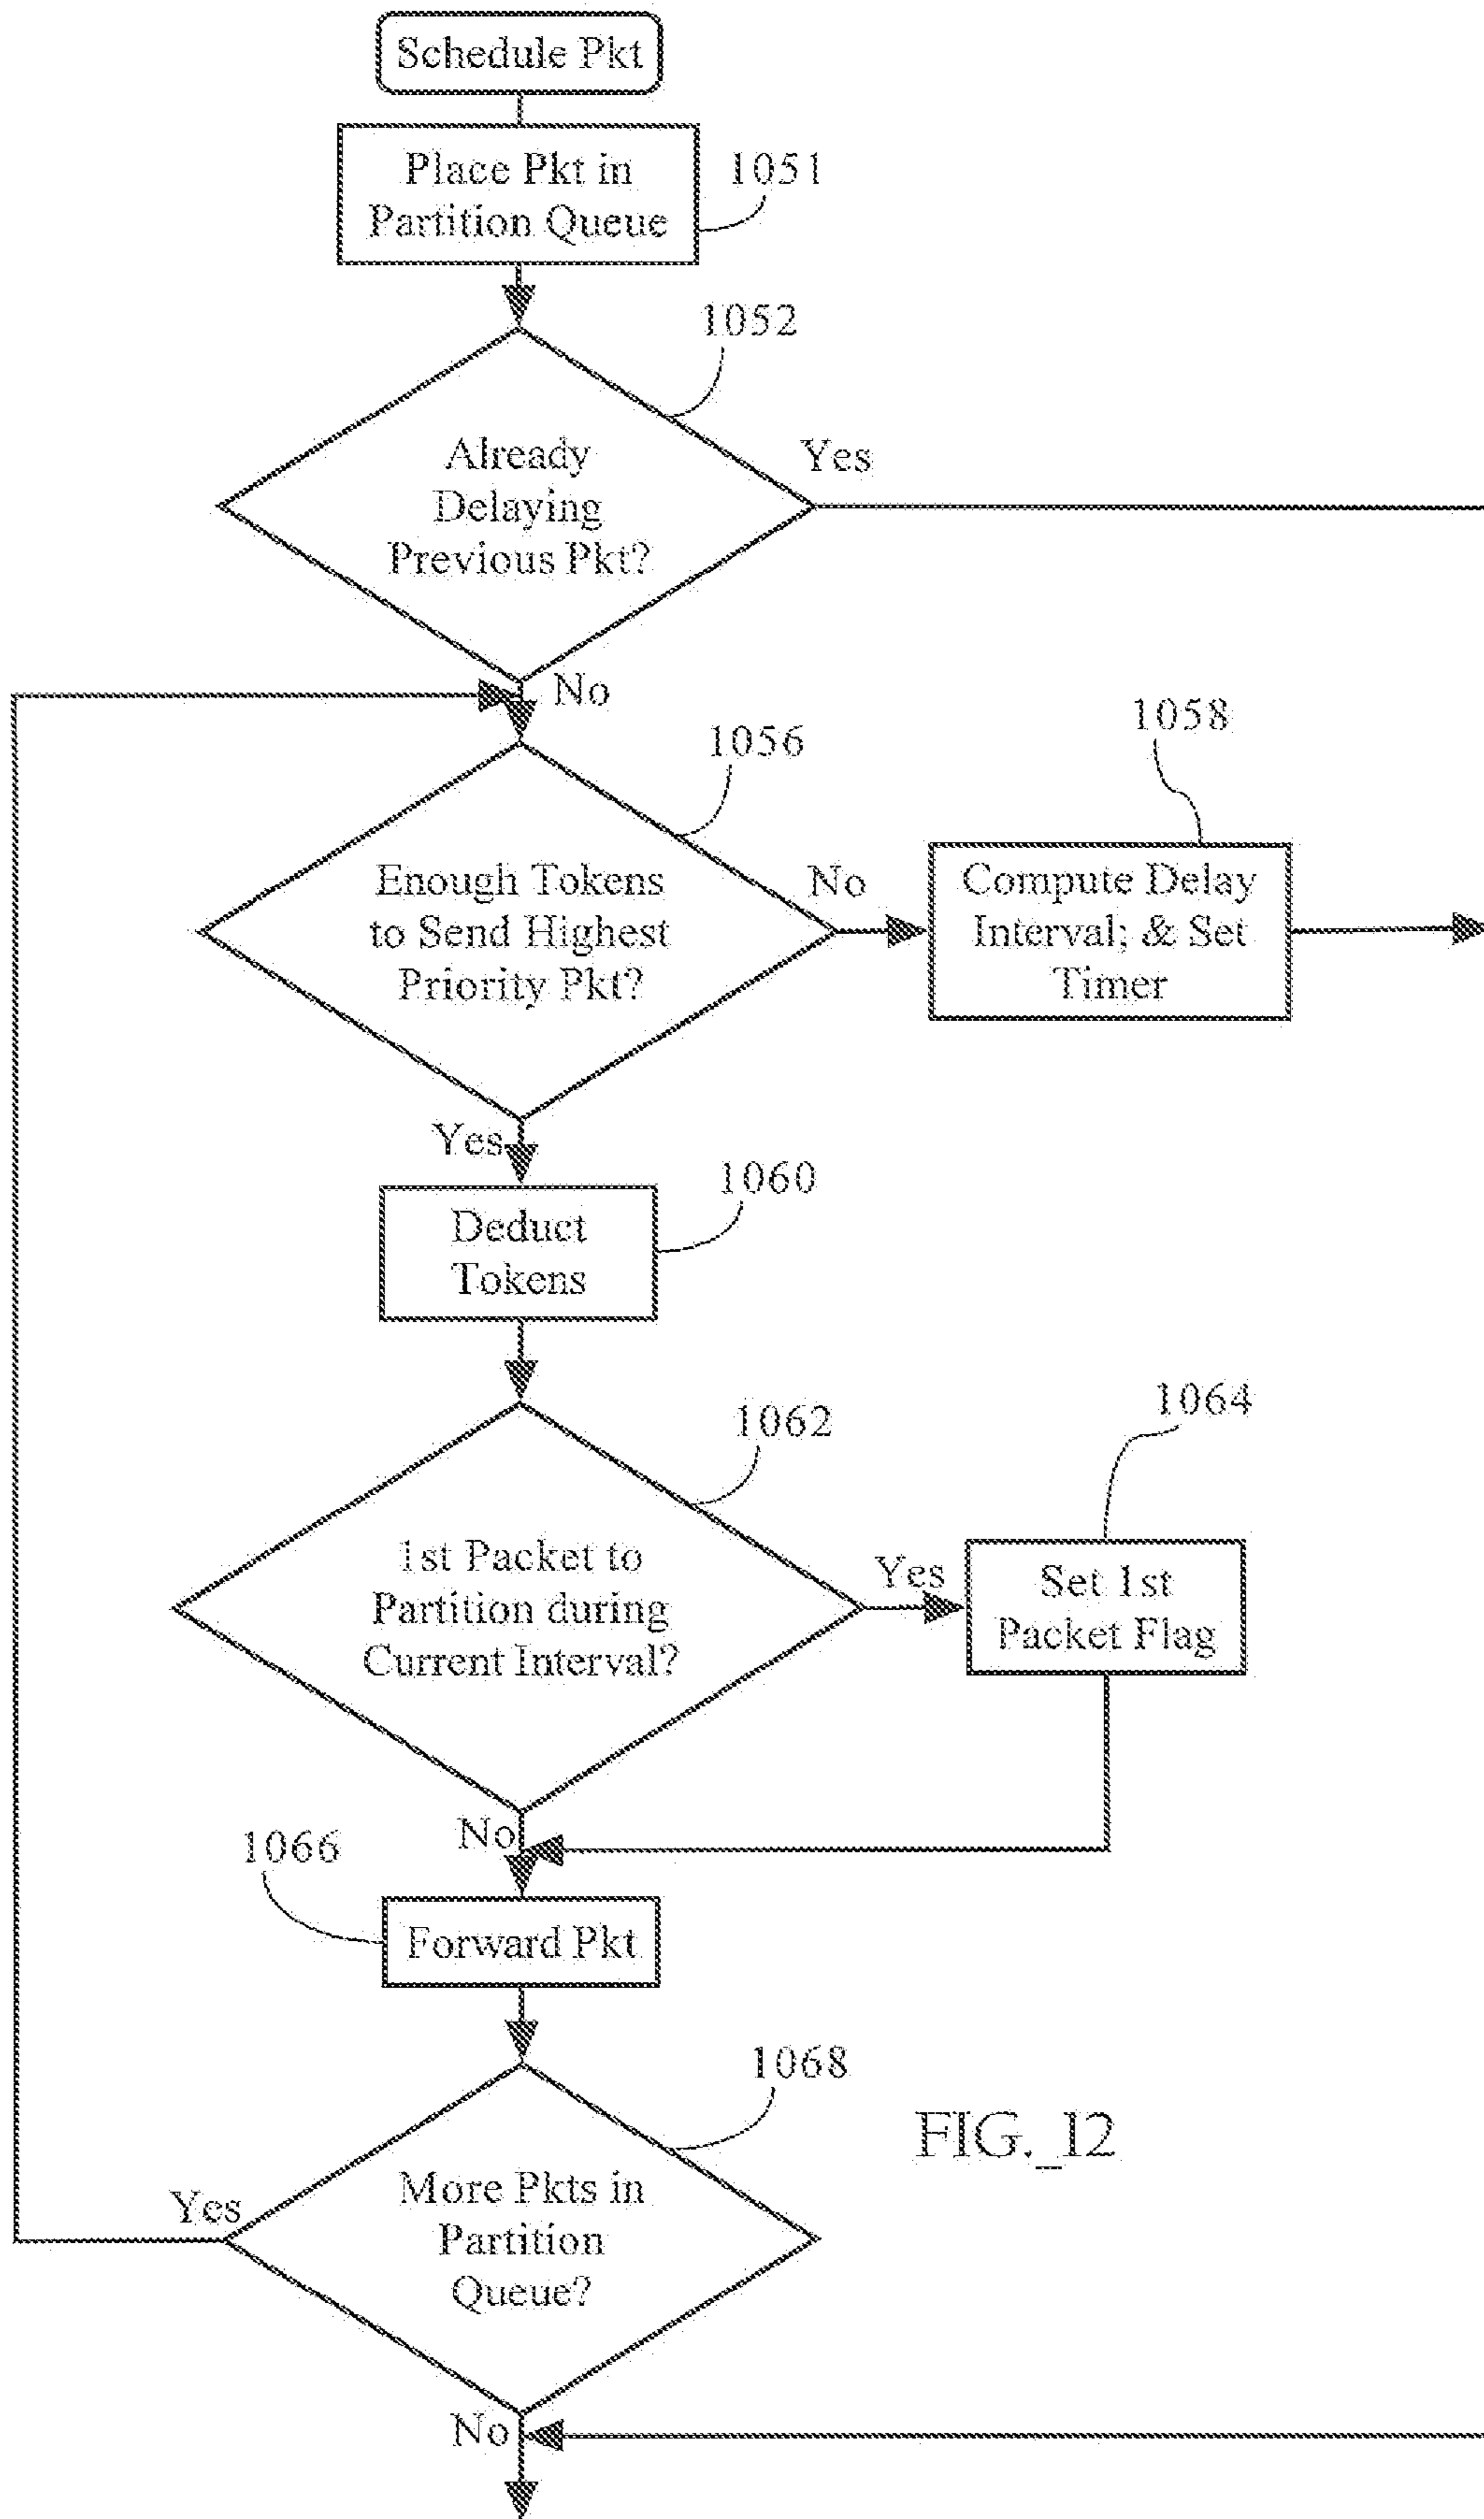 Schedule Pkt
Place Pkt in
Partition Queue
1051
1052
Already
Delaying
Previous Pkt?
Yes
No
1056
1058
Enough Tokens
to Send Highest
Priority Pkt?
No
Compute Delay
Interval; & Set
Timer
Yes
1060
Deduct
Tokens
1062
1064
1st Packet to
Partition during
Current Interval?
Yes
Set 1st
Packet Flag
No
1066
Forward Pkt
1068
FIG._12
More Pkts in
Partition
Queue?
Yes
No